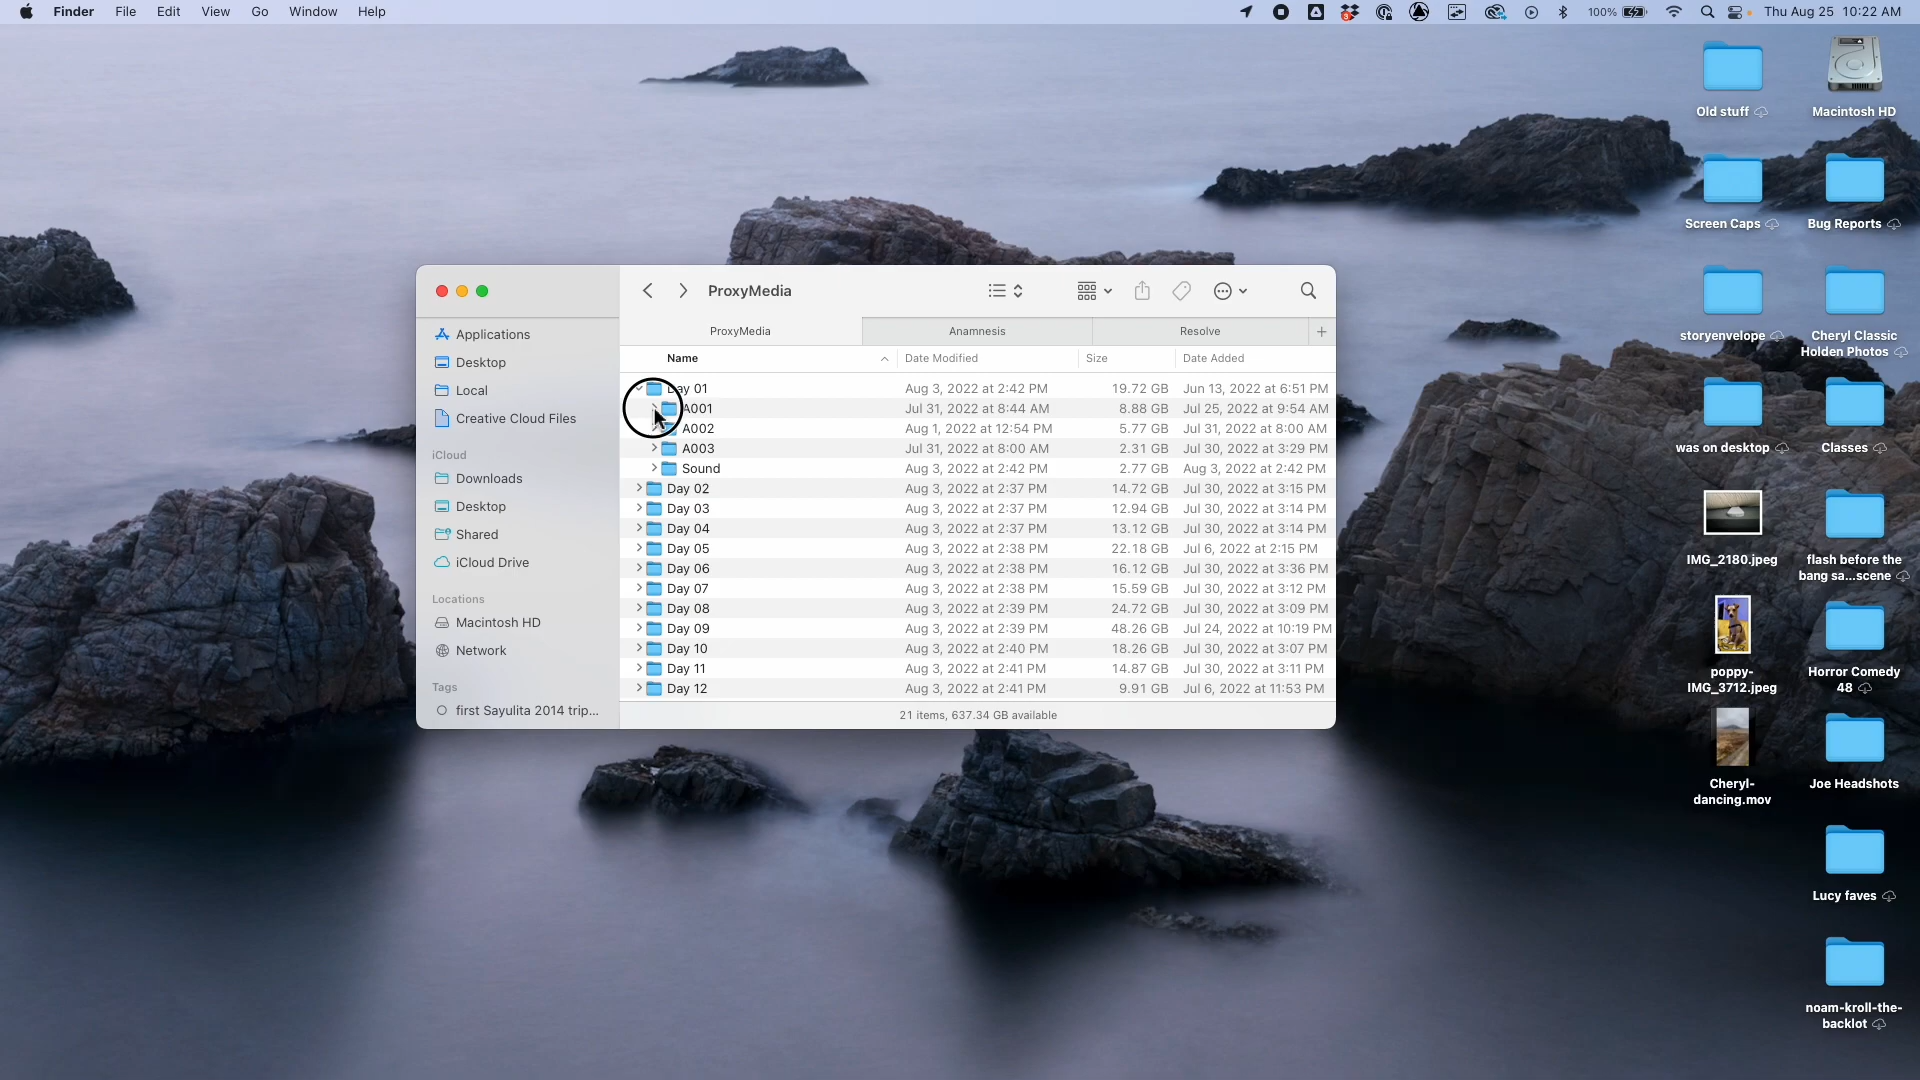 Finder File Edit View Go Window Help
100% Thu Aug 25 10:22 AM
Old stuff
Macintosh HD
Screen Caps
Bug Reports
storyenvelope
Cheryl Classic
Holden Photos
was on desktop
Classes
IMG_2180.jpeg
flash before the
bang sa...scene
poppy-
IMG_3712.jpeg
Horror Comedy
48
Cheryl-
dancing.mov
Joe Headshots
Lucy faves
noam-kroll-the-
backlot
Applications
Desktop
Local
Creative Cloud Files
iCloud
Downloads
Desktop
Shared
iCloud Drive
Locations
Macintosh HD
Network
Tags
first Sayulita 2014 trip...
ProxyMedia
ProxyMedia Anamnesis Resolve +
Name Date Modified Size Date Added
Day 01 Aug 3, 2022 at 2:42 PM 19.72 GB Jun 13, 2022 at 6:51 PM
A001 Jul 31, 2022 at 8:44 AM 8.88 GB Jul 25, 2022 at 9:54 AM
A002 Aug 1, 2022 at 12:54 PM 5.77 GB Jul 31, 2022 at 8:00 AM
A003 Jul 31, 2022 at 8:00 AM 2.31 GB Jul 30, 2022 at 3:29 PM
Sound Aug 3, 2022 at 2:42 PM 2.77 GB Aug 3, 2022 at 2:42 PM
Day 02 Aug 3, 2022 at 2:37 PM 14.72 GB Jul 30, 2022 at 3:15 PM
Day 03 Aug 3, 2022 at 2:37 PM 12.94 GB Jul 30, 2022 at 3:14 PM
Day 04 Aug 3, 2022 at 2:37 PM 13.12 GB Jul 30, 2022 at 3:14 PM
Day 05 Aug 3, 2022 at 2:38 PM 22.18 GB Jul 6, 2022 at 2:15 PM
Day 06 Aug 3, 2022 at 2:38 PM 16.12 GB Jul 30, 2022 at 3:36 PM
Day 07 Aug 3, 2022 at 2:38 PM 15.59 GB Jul 30, 2022 at 3:12 PM
Day 08 Aug 3, 2022 at 2:39 PM 24.72 GB Jul 30, 2022 at 3:09 PM
Day 09 Aug 3, 2022 at 2:39 PM 48.26 GB Jul 24, 2022 at 10:19 PM
Day 10 Aug 3, 2022 at 2:40 PM 18.26 GB Jul 30, 2022 at 3:07 PM
Day 11 Aug 3, 2022 at 2:41 PM 14.87 GB Jul 30, 2022 at 3:11 PM
Day 12 Aug 3, 2022 at 2:41 PM 9.91 GB Jul 6, 2022 at 11:53 PM
21 items, 637.34 GB available